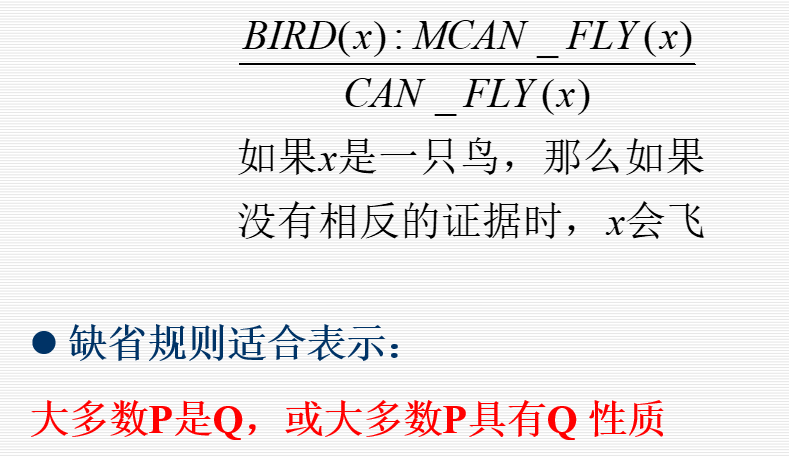 BIRD(x) : MCAN _ FLY(x)
CAN _ FLY(x)
如果x是一只鸟，那么如果
没有相反的证据时，x会飞
● 缺省规则适合表示：
大多数P是Q，或大多数P具有Q 性质